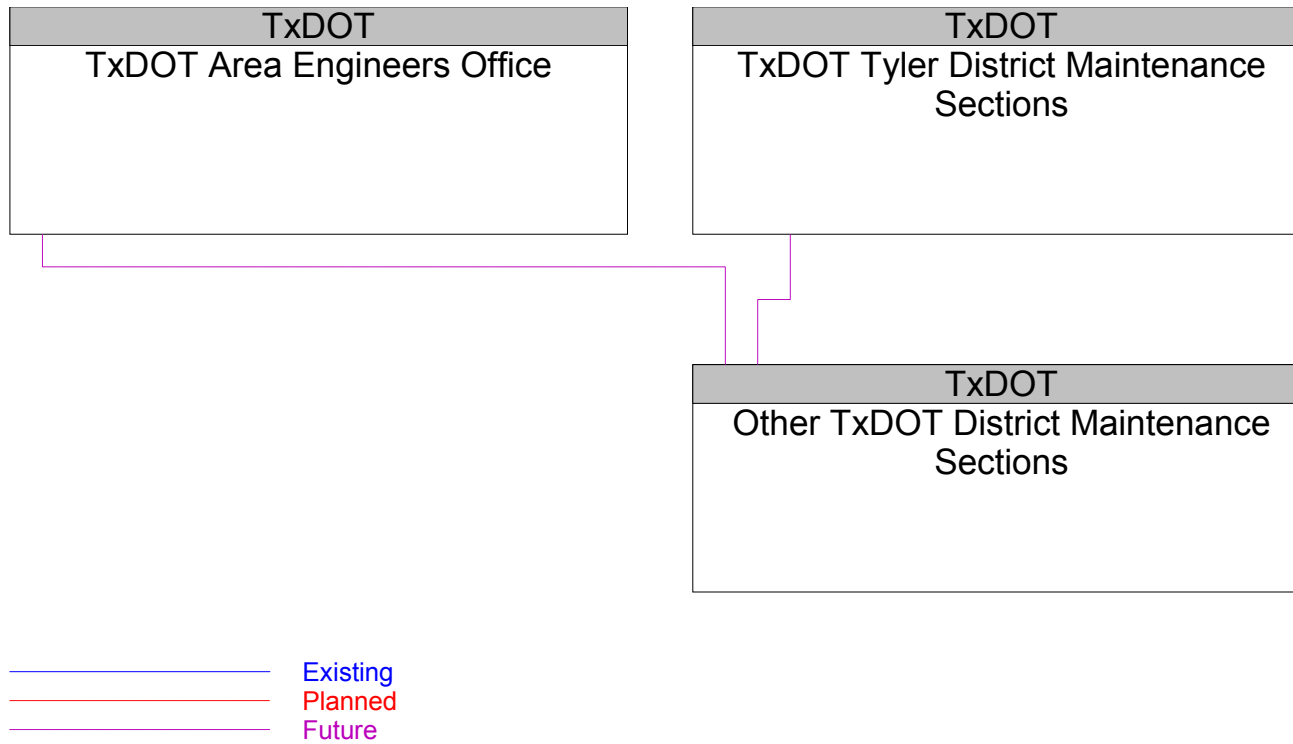 TxDOT
TxDOT Area Engineers Office
TxDOT
TxDOT Tyler District Maintenance
Sections
TxDOT
Other TxDOT District Maintenance
Sections
Existing
Planned
Future